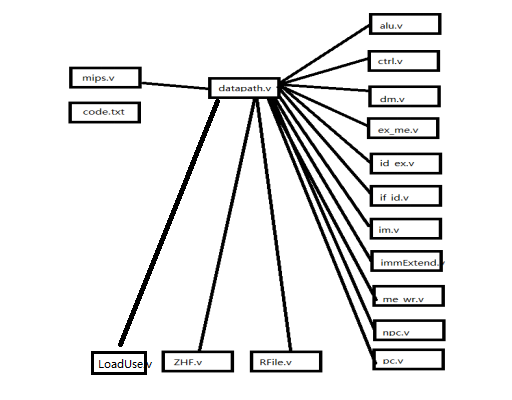 alu.v
ctrl.v
mips.v
datapath.v
dm.v
code.txt
ex_me.v
id_ex.v
if_id.v
im.v
immExtend.v
me_wr.v
npc.v
LoadUse.v
ZHF.v
RFile.v
pc.v